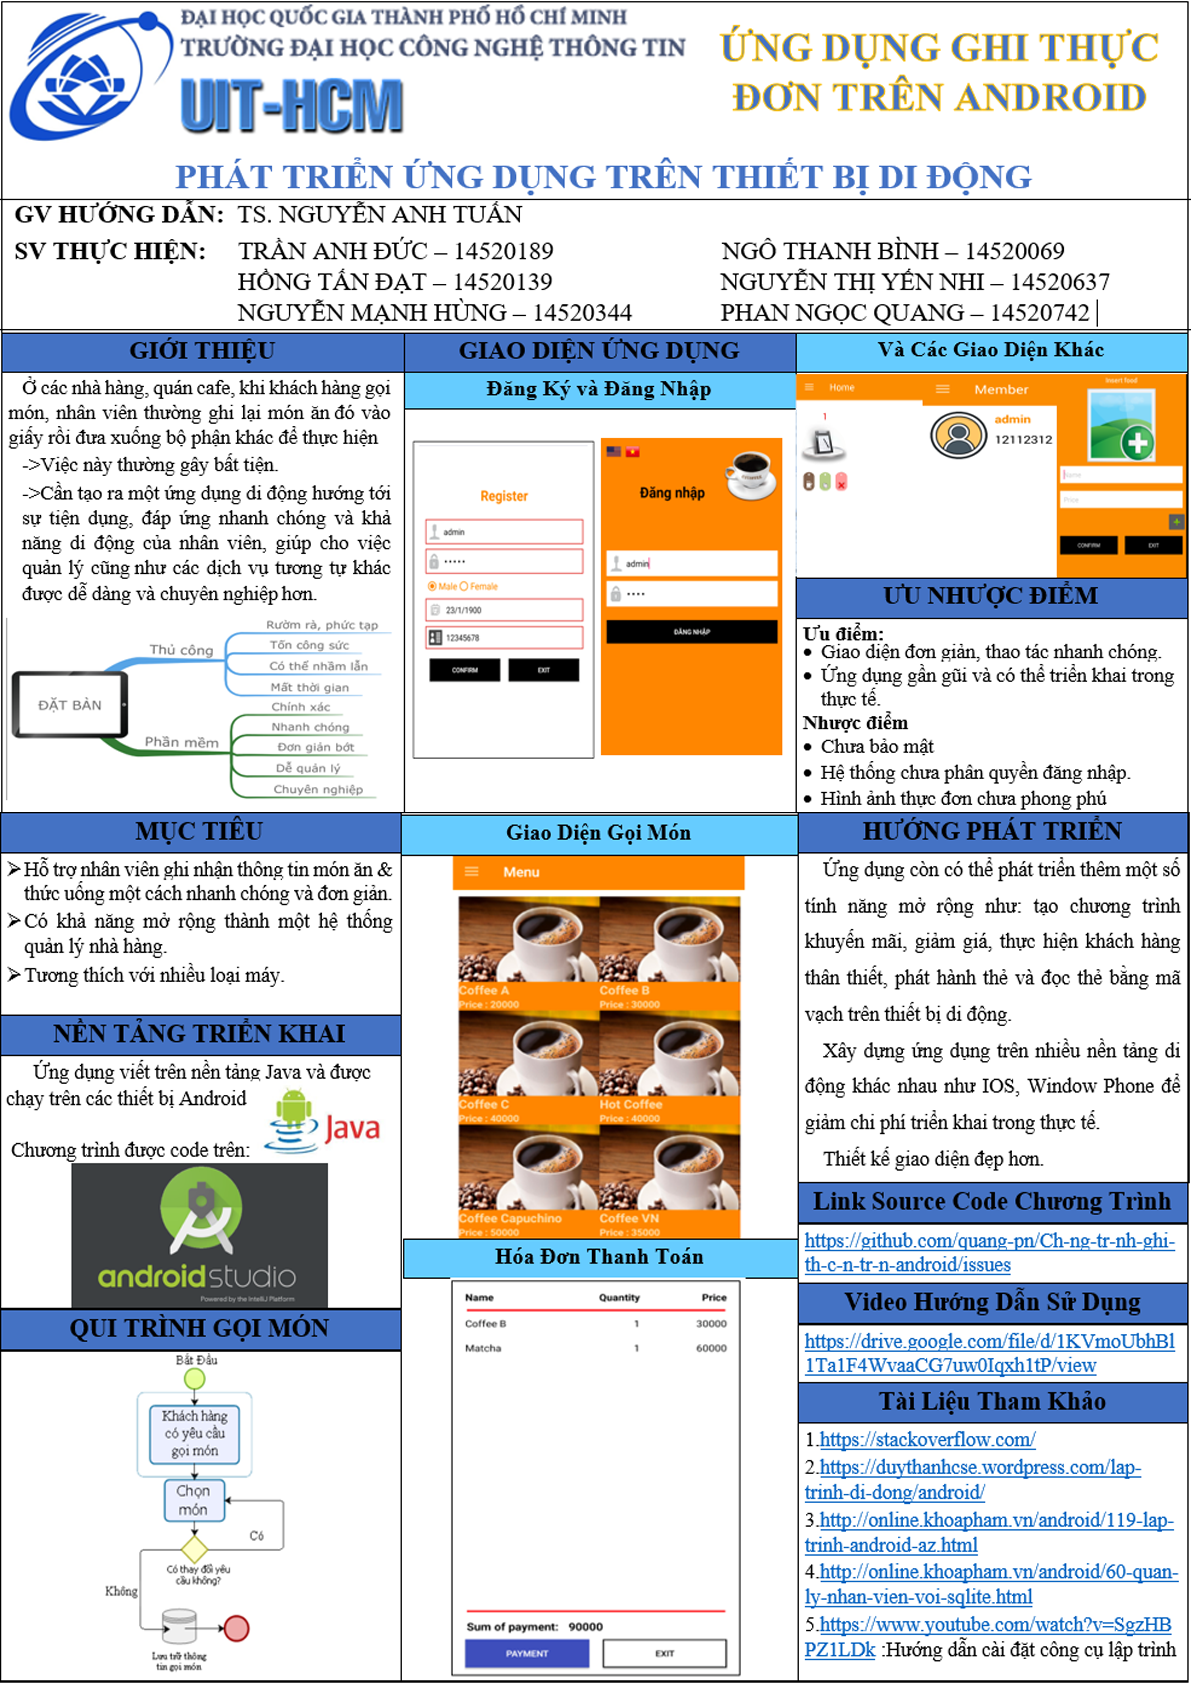 ĐẠI HỌC QUỐC GIA THÀNH PHỐ HỒ CHÍ MINH
TRƯỜNG ĐẠI HỌC CÔNG NGHỆ THÔNG TIN
UIT-HCM
ỨNG DỤNG GHI THỰC
ĐƠN TRÊN ANDROID
PHÁT TRIỂN ỨNG DỤNG TRÊN THIẾT BỊ DI ĐỘNG
GV HƯỚNG DẪN: TS. NGUYỄN ANH TUẤN
SV THỰC HIỆN: TRẦN ANH ĐỨC – 14520189 NGÔ THANH BÌNH – 14520069
HỒNG TẤN ĐẠT – 14520139 NGUYỄN THỊ YẾN NHI – 14520637
NGUYỄN MẠNH HÙNG – 14520344 PHAN NGỌC QUANG – 14520742
GIỚI THIỆU
Ở các nhà hàng, quán cafe, khi khách hàng gọi
món, nhân viên thường ghi lại món ăn đó vào
giấy rồi đưa xuống bộ phận khác để thực hiện
->Việc này thường gây bất tiện.
->Cần tạo ra một ứng dụng di động hướng tới
sự tiện dụng, đáp ứng nhanh chóng và khả
năng di động của nhân viên, giúp cho việc
quản lý cũng như các dịch vụ tương tự khác
được dễ dàng và chuyên nghiệp hơn.
ĐẶT BÀN
Thủ công
Rườm rà, phức tạp
Tốn công sức
Có thể nhầm lẫn
Mất thời gian
Phần mềm
Chính xác
Nhanh chóng
Đơn giản bớt
Dễ quản lý
Chuyên nghiệp
MỤC TIÊU
Hỗ trợ nhân viên ghi nhận thông tin món ăn &
thức uống một cách nhanh chóng và đơn giản.
Có khả năng mở rộng thành một hệ thống
quản lý nhà hàng.
Tương thích với nhiều loại máy.
NỀN TẢNG TRIỂN KHAI
Ứng dụng viết trên nền tảng Java và được
chạy trên các thiết bị Android
Java
Chương trình được code trên:
androidstudio
Powered by the IntelliJ Platform
QUI TRÌNH GỌI MÓN
Bắt Đầu
Khách hàng
có yêu cầu
gọi món
Chọn
món
Có
Có thay đổi yêu
cầu không?
Không
Lưu trữ thông
tin gọi món
GIAO DIỆN ỨNG DỤNG
Đăng Ký và Đăng Nhập
Register
admin
•••••
Male Female
23/1/1900
12345678
CONFIRM EXIT
Đăng nhập
admin
••••
ĐĂNG NHẬP
Giao Diện Gọi Món
Menu
Coffee A Coffee B
Price : 20000 Price : 30000
Coffee C Hot Coffee
Price : 40000 Price : 40000
Coffee Capuchino Coffee VN
Price : 50000 Price : 35000
Hóa Đơn Thanh Toán
Name Quantity Price
Coffee B 1 30000
Matcha 1 60000
Sum of payment: 90000
PAYMENT EXIT
Và Các Giao Diện Khác
Home
1
Member
admin
12112312
Insert food
Name
Price
CONFIRM EXIT
ƯU NHƯỢC ĐIỂM
Ưu điểm:
• Giao diện đơn giản, thao tác nhanh chóng.
• Ứng dụng gần gũi và có thể triển khai trong
thực tế.
Nhược điểm
• Chưa bảo mật
• Hệ thống chưa phân quyền đăng nhập.
• Hình ảnh thực đơn chưa phong phú
HƯỚNG PHÁT TRIỂN
Ứng dụng còn có thể phát triển thêm một số
tính năng mở rộng như: tạo chương trình
khuyến mãi, giảm giá, thực hiện khách hàng
thân thiết, phát hành thẻ và đọc thẻ bằng mã
vạch trên thiết bị di động.
Xây dựng ứng dụng trên nhiều nền tảng di
động khác nhau như IOS, Window Phone để
giảm chi phí triển khai trong thực tế.
Thiết kế giao diện đẹp hơn.
Link Source Code Chương Trình
https://github.com/quang-pn/Ch-ng-tr-nh-ghi-
th-c-n-tr-n-android/issues
Video Hướng Dẫn Sử Dụng
https://drive.google.com/file/d/1KVmoUbhBl
1Ta1F4WvaaCG7uw0Iqxh1tP/view
Tài Liệu Tham Khảo
1.https://stackoverflow.com/
2.https://duythanhcse.wordpress.com/lap-
trinh-di-dong/android/
3.http://online.khoapham.vn/android/119-lap-
trinh-android-az.html
4.http://online.khoapham.vn/android/60-quan-
ly-nhan-vien-voi-sqlite.html
5.https://www.youtube.com/watch?v=SgzHB
PZ1LDk :Hướng dẫn cài đặt công cụ lập trình